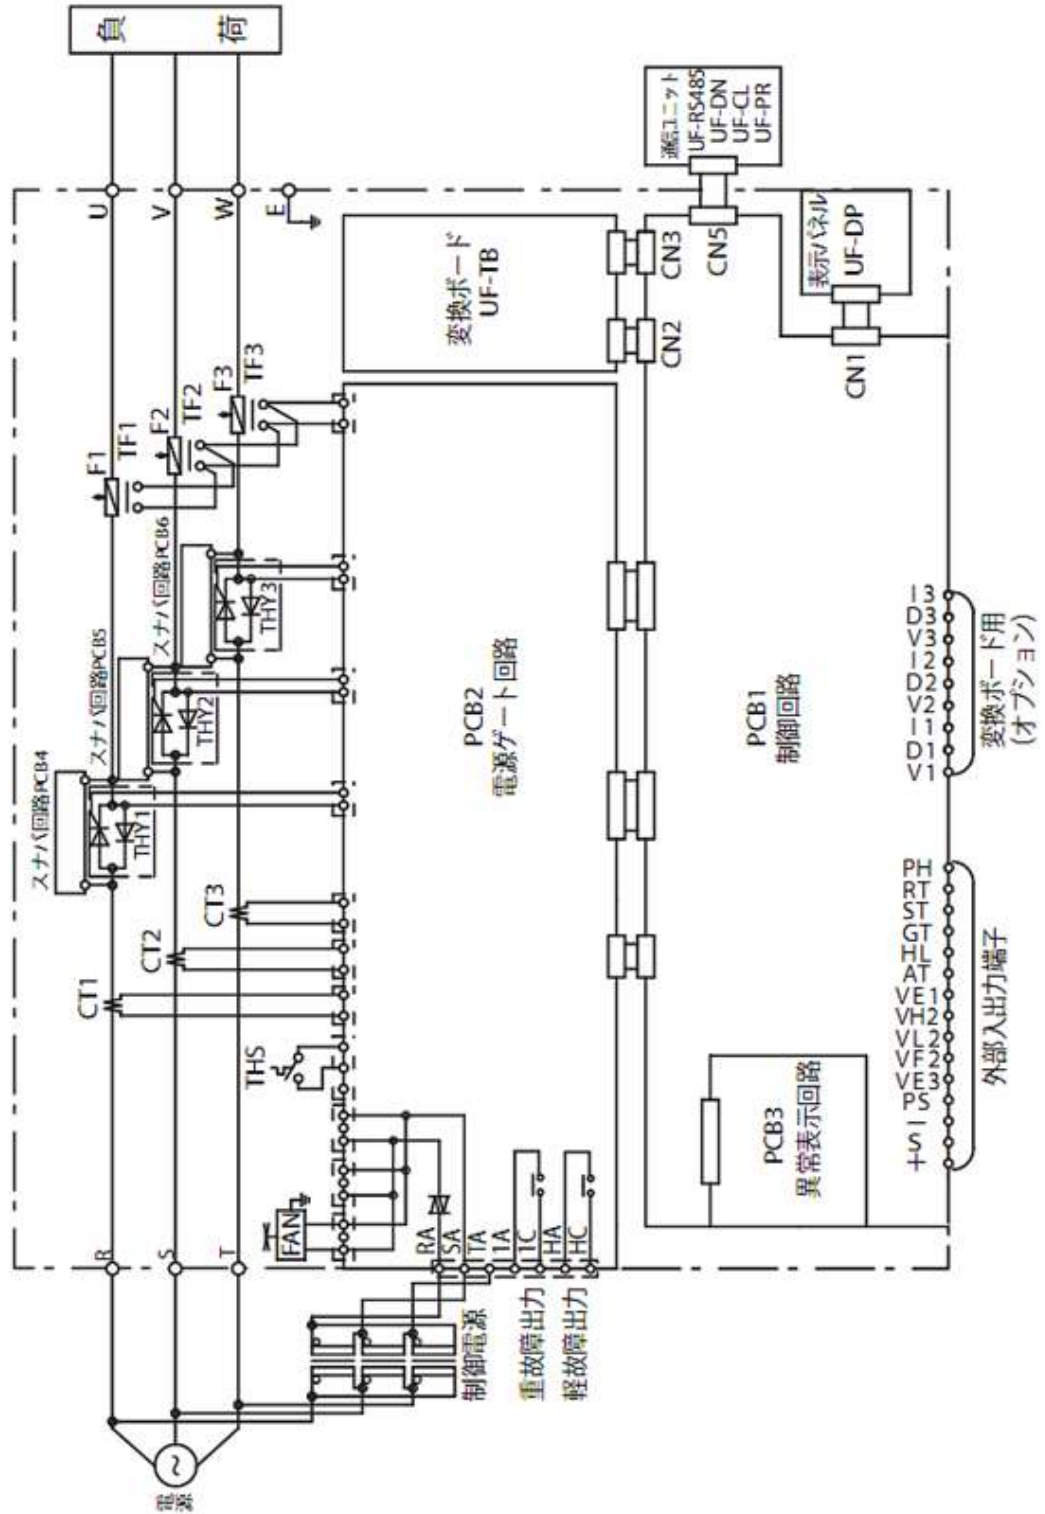 電源
R
S
T
U
V
W
E
負荷
CT1
CT2
CT3
スナバ回路PCB4
スナバ回路PCB5
スナバ回路PCB6
THY1
THY2
THY3
F1
TF1
F2
TF2
F3
TF3
THS
FAN
制御電源
重故障出力
軽故障出力
RA
SA
TA
1A
1C
HA
HC
PCB2
電源ゲート回路
変換ボード
UF-TB
CN2
CN3
CN5
CN1
通信ユニット
UF-RS485
UF-DN
UF-CL
UF-PR
表示パネル
UF-DP
PCB1
制御回路
PCB3
異常表示回路
+
S
−
PS
VE3
VF2
VL2
VH2
VE1
AT
HL
GT
ST
RT
PH
外部入出力端子
V1
D1
I1
V2
D2
I2
V3
D3
I3
変換ボード用
(オプション)